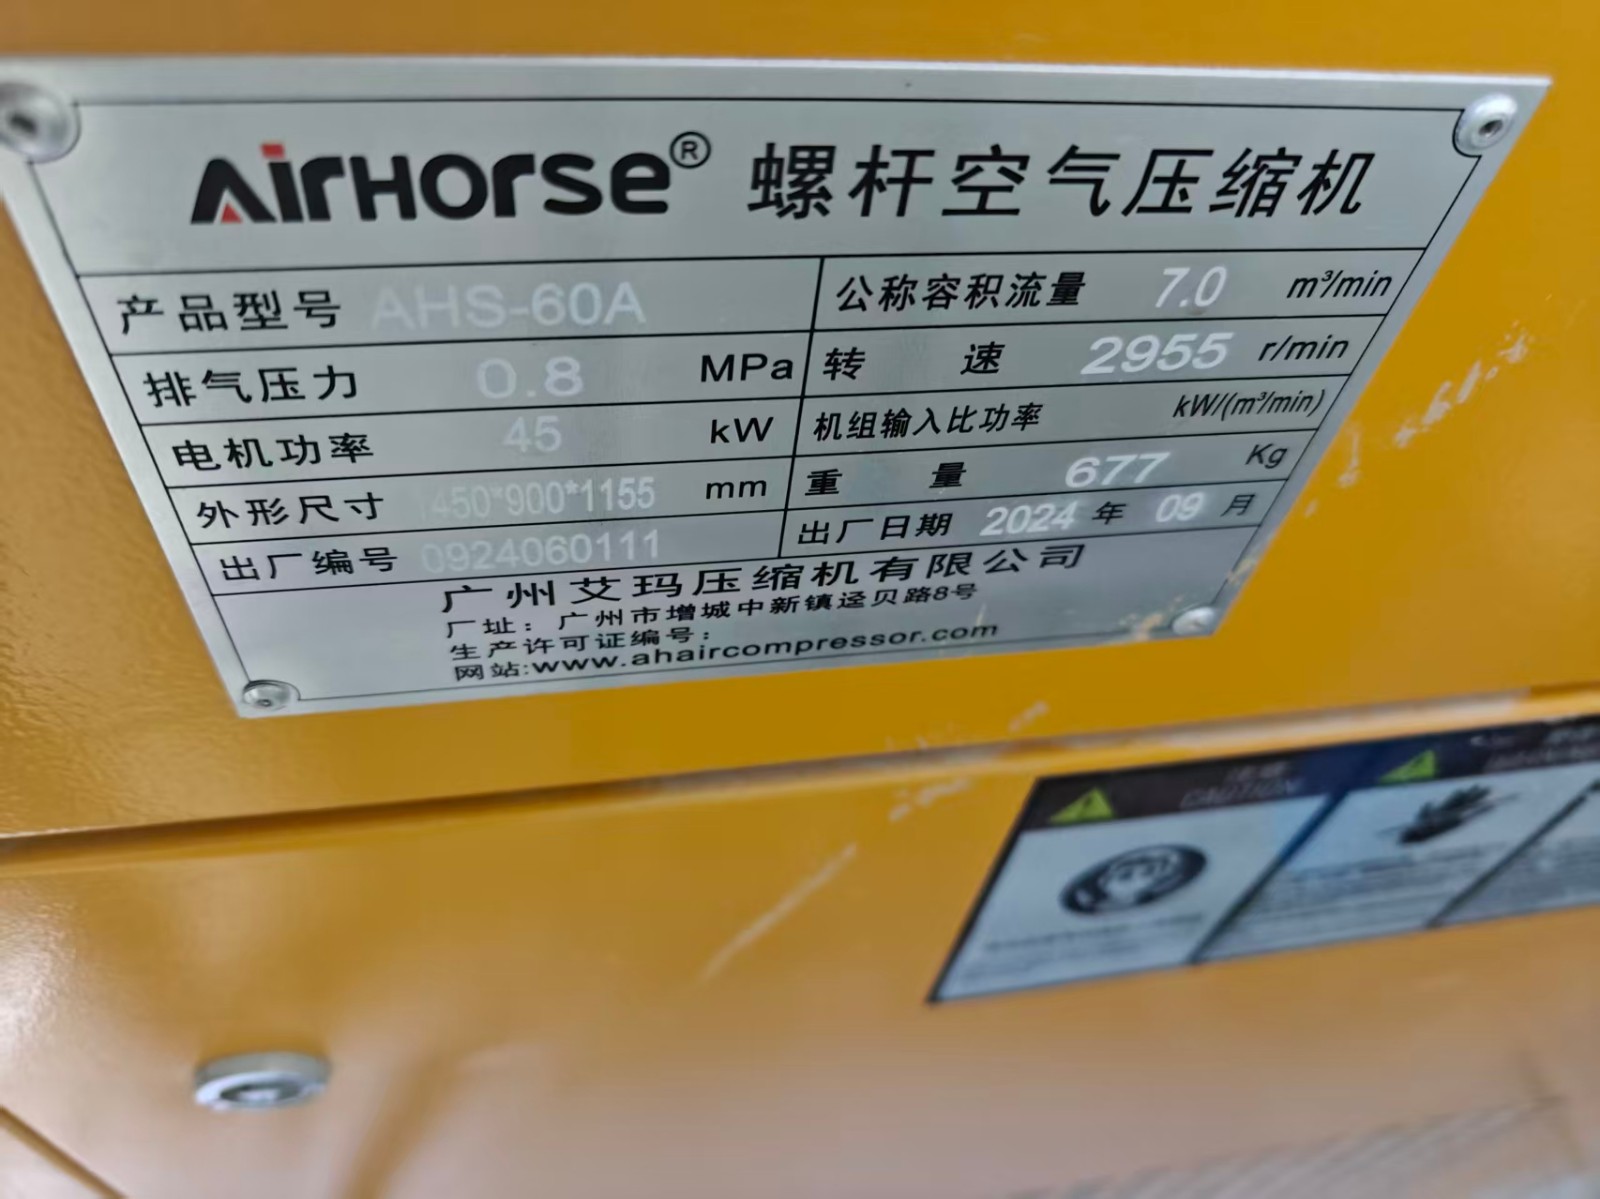 AirHorse® 螺杆空气压缩机
产品型号 AHS-60A 公称容积流量 7.0 m³/min
排气压力 0.8 MPa 转速 2955 r/min
电机功率 45 kW 机组输入比功率 kW/(m³/min)
外形尺寸 1450*900*1155 mm 重量 677 Kg
出厂编号 0924060111 出厂日期 2024 年 09 月
广州艾玛压缩机有限公司
厂址：广州市增城中新镇迳贝路8号
生产许可证编号：
网站:www.ahaircompressor.com
CAUTION